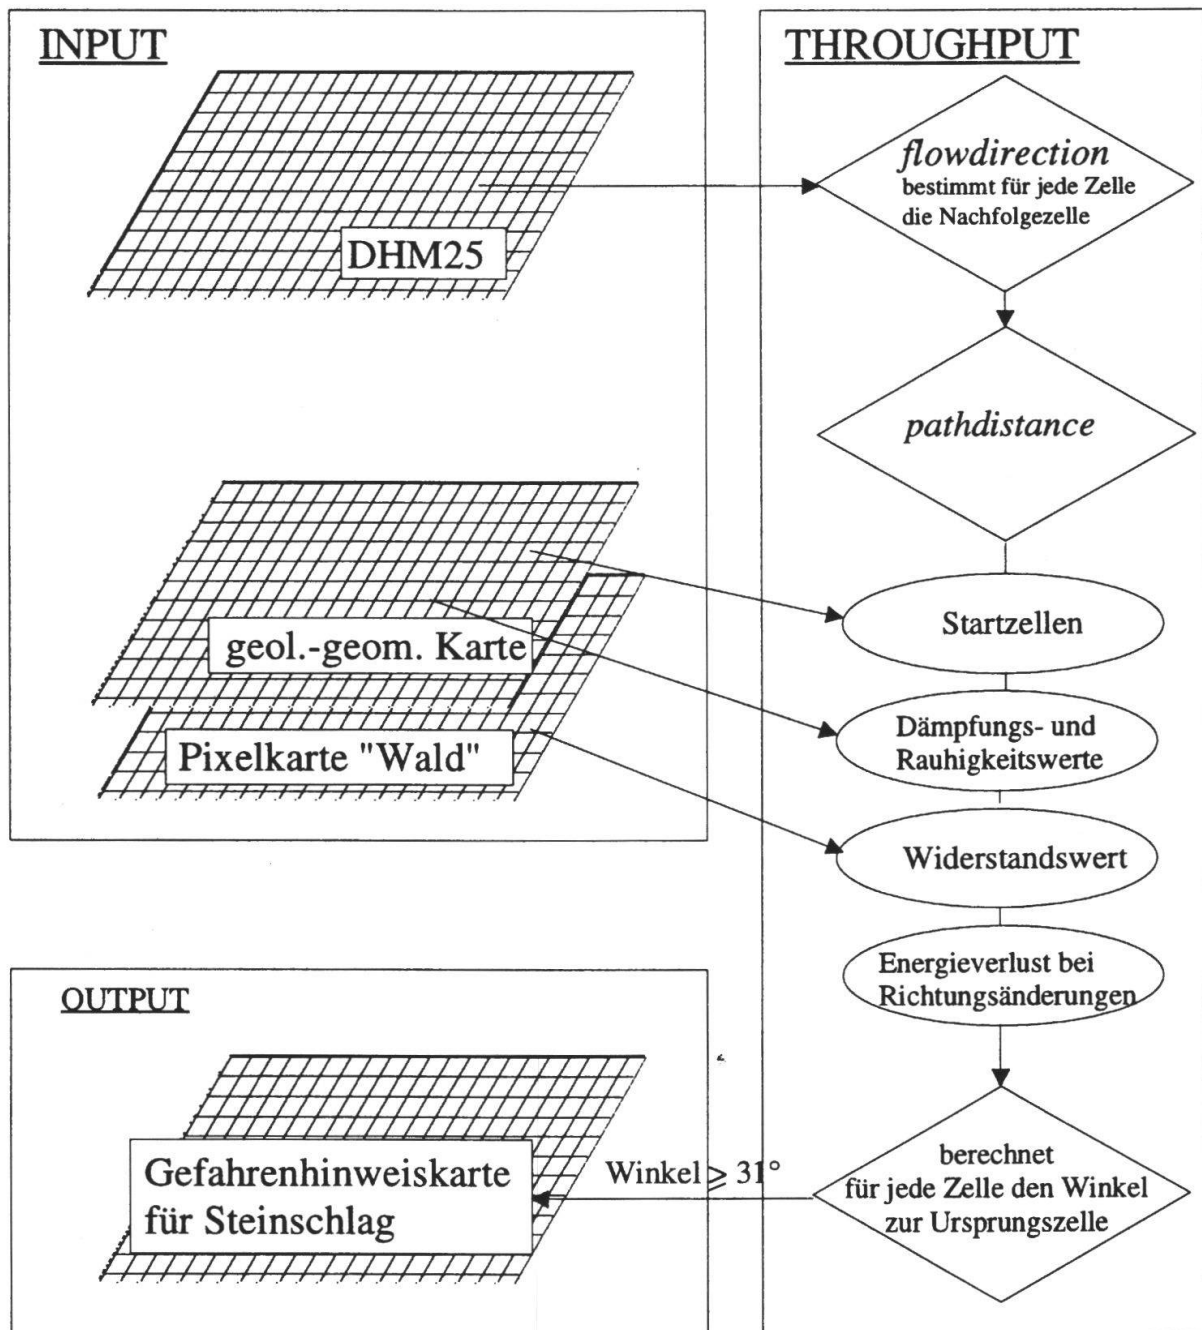 INPUT
DHM25
geol.-geom. Karte
Pixelkarte "Wald"
THROUGHPUT
flowdirection
bestimmt für jede Zelle
die Nachfolgezelle
pathdistance
Startzellen
Dämpfungs- und
Rauhigkeitswerte
Widerstandswert
Energieverlust bei
Richtungsänderungen
berechnet
für jede Zelle den Winkel
zur Ursprungszelle
Winkel ≥ 31°
OUTPUT
Gefahrenhinweiskarte
für Steinschlag